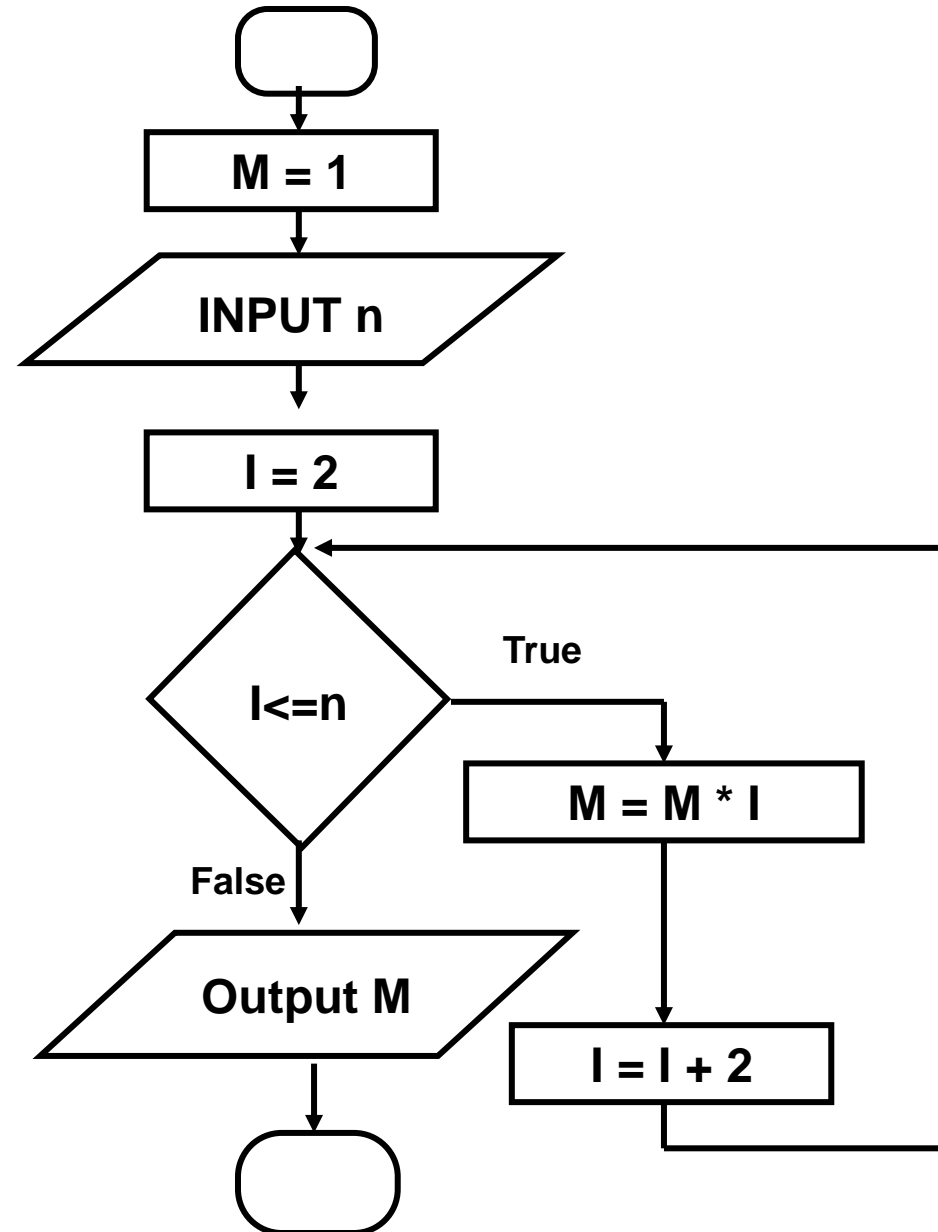 M = 1
INPUT n
I = 2
I<=n
True
M = M * I
False
Output M
I = I + 2